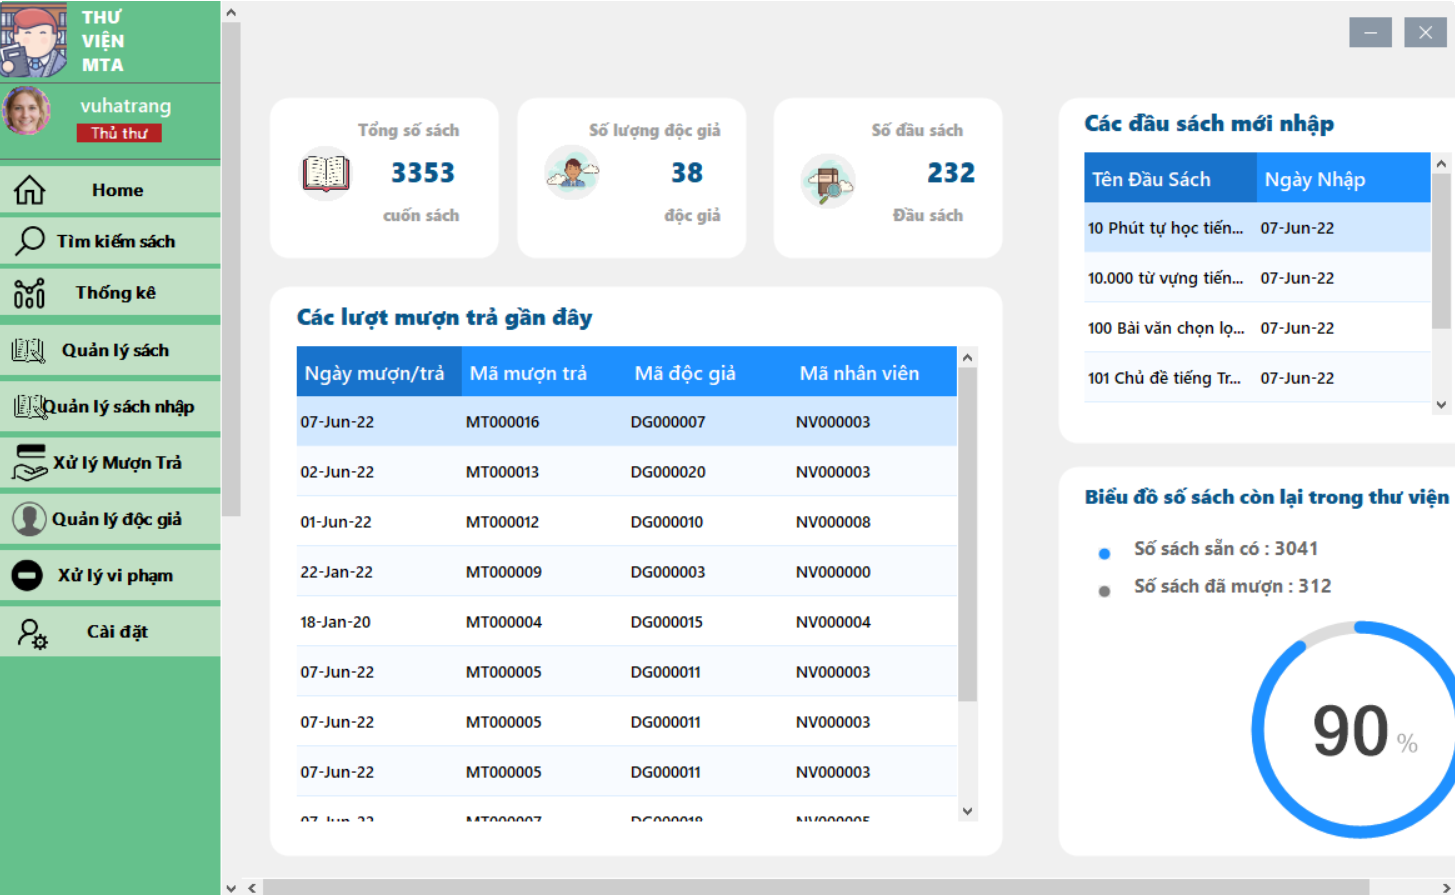 THƯ
VIỆN
MTA
vuhatrang
Thủ thư
Home
Tìm kiếm sách
Thống kê
Quản lý sách
Quản lý sách nhập
Xử lý Mượn Trả
Quản lý độc giả
Xử lý vi phạm
Cài đặt
Tổng số sách
3353
cuốn sách
Số lượng độc giả
38
độc giả
Số đầu sách
232
Đầu sách
Các lượt mượn trả gần đây
Ngày mượn/trả Mã mượn trả Mã độc giả Mã nhân viên
07-Jun-22 MT000016 DG000007 NV000003
02-Jun-22 MT000013 DG000020 NV000003
01-Jun-22 MT000012 DG000010 NV000008
22-Jan-22 MT000009 DG000003 NV000000
18-Jan-20 MT000004 DG000015 NV000004
07-Jun-22 MT000005 DG000011 NV000003
07-Jun-22 MT000005 DG000011 NV000003
07-Jun-22 MT000005 DG000011 NV000003
Các đầu sách mới nhập
Tên Đầu Sách Ngày Nhập
10 Phút tự học tiến... 07-Jun-22
10.000 từ vựng tiến... 07-Jun-22
100 Bài văn chọn lọ... 07-Jun-22
101 Chủ đề tiếng Tr... 07-Jun-22
Biểu đồ số sách còn lại trong thư viện
Số sách sẵn có : 3041
Số sách đã mượn : 312
90 %